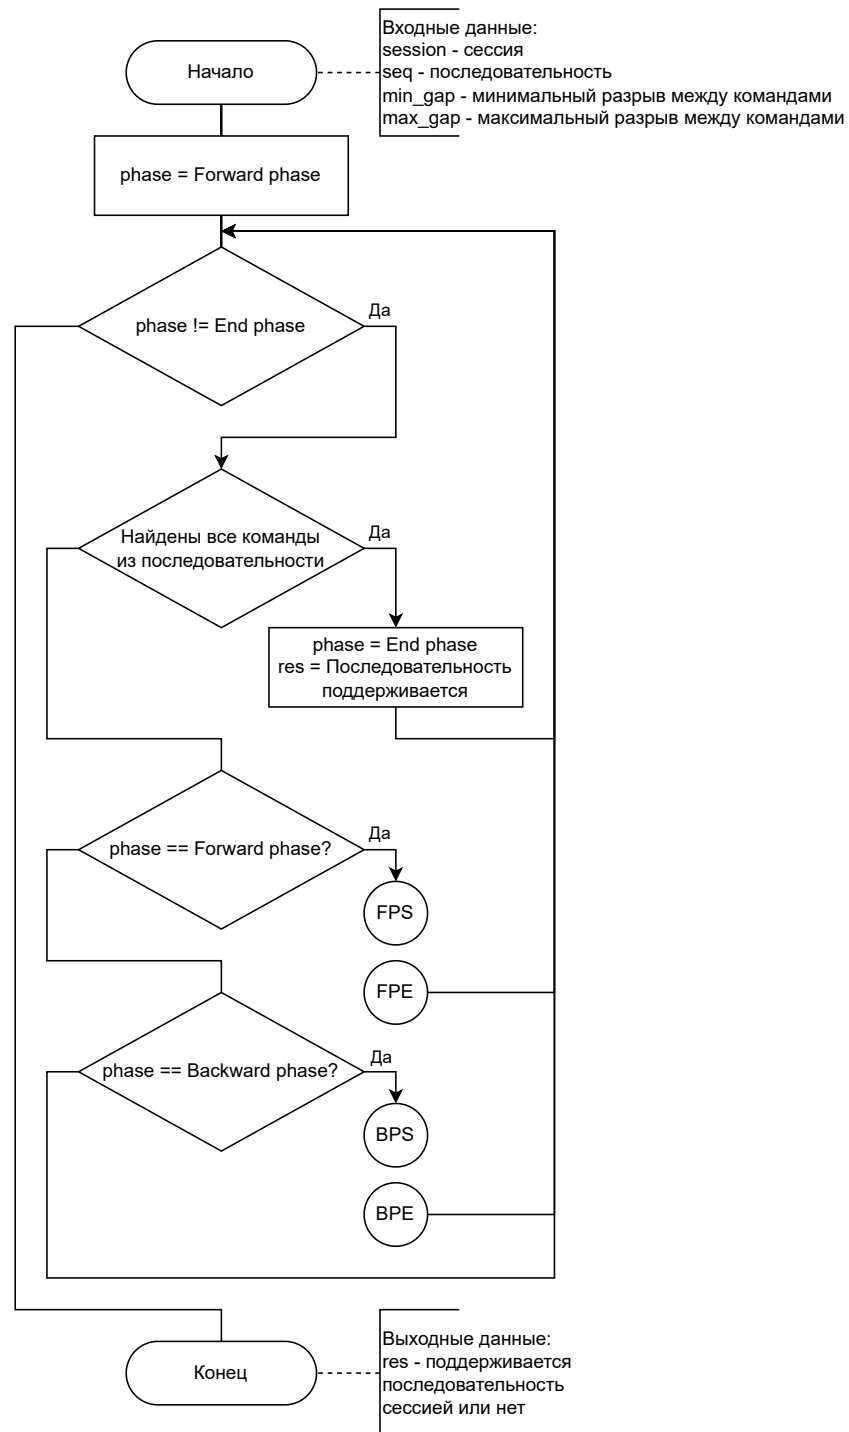 Входные данные:
session - сессия
seq - последовательность
min_gap - минимальный разрыв между командами
max_gap - максимальный разрыв между командами
Начало
phase = Forward phase
phase != End phase
Да
Найдены все команды
из последовательности
Да
phase = End phase
res = Последовательность
поддерживается
phase == Forward phase?
Да
FPS
FPE
phase == Backward phase?
Да
BPS
BPE
Конец
Выходные данные:
res - поддерживается
последовательность
сессией или нет